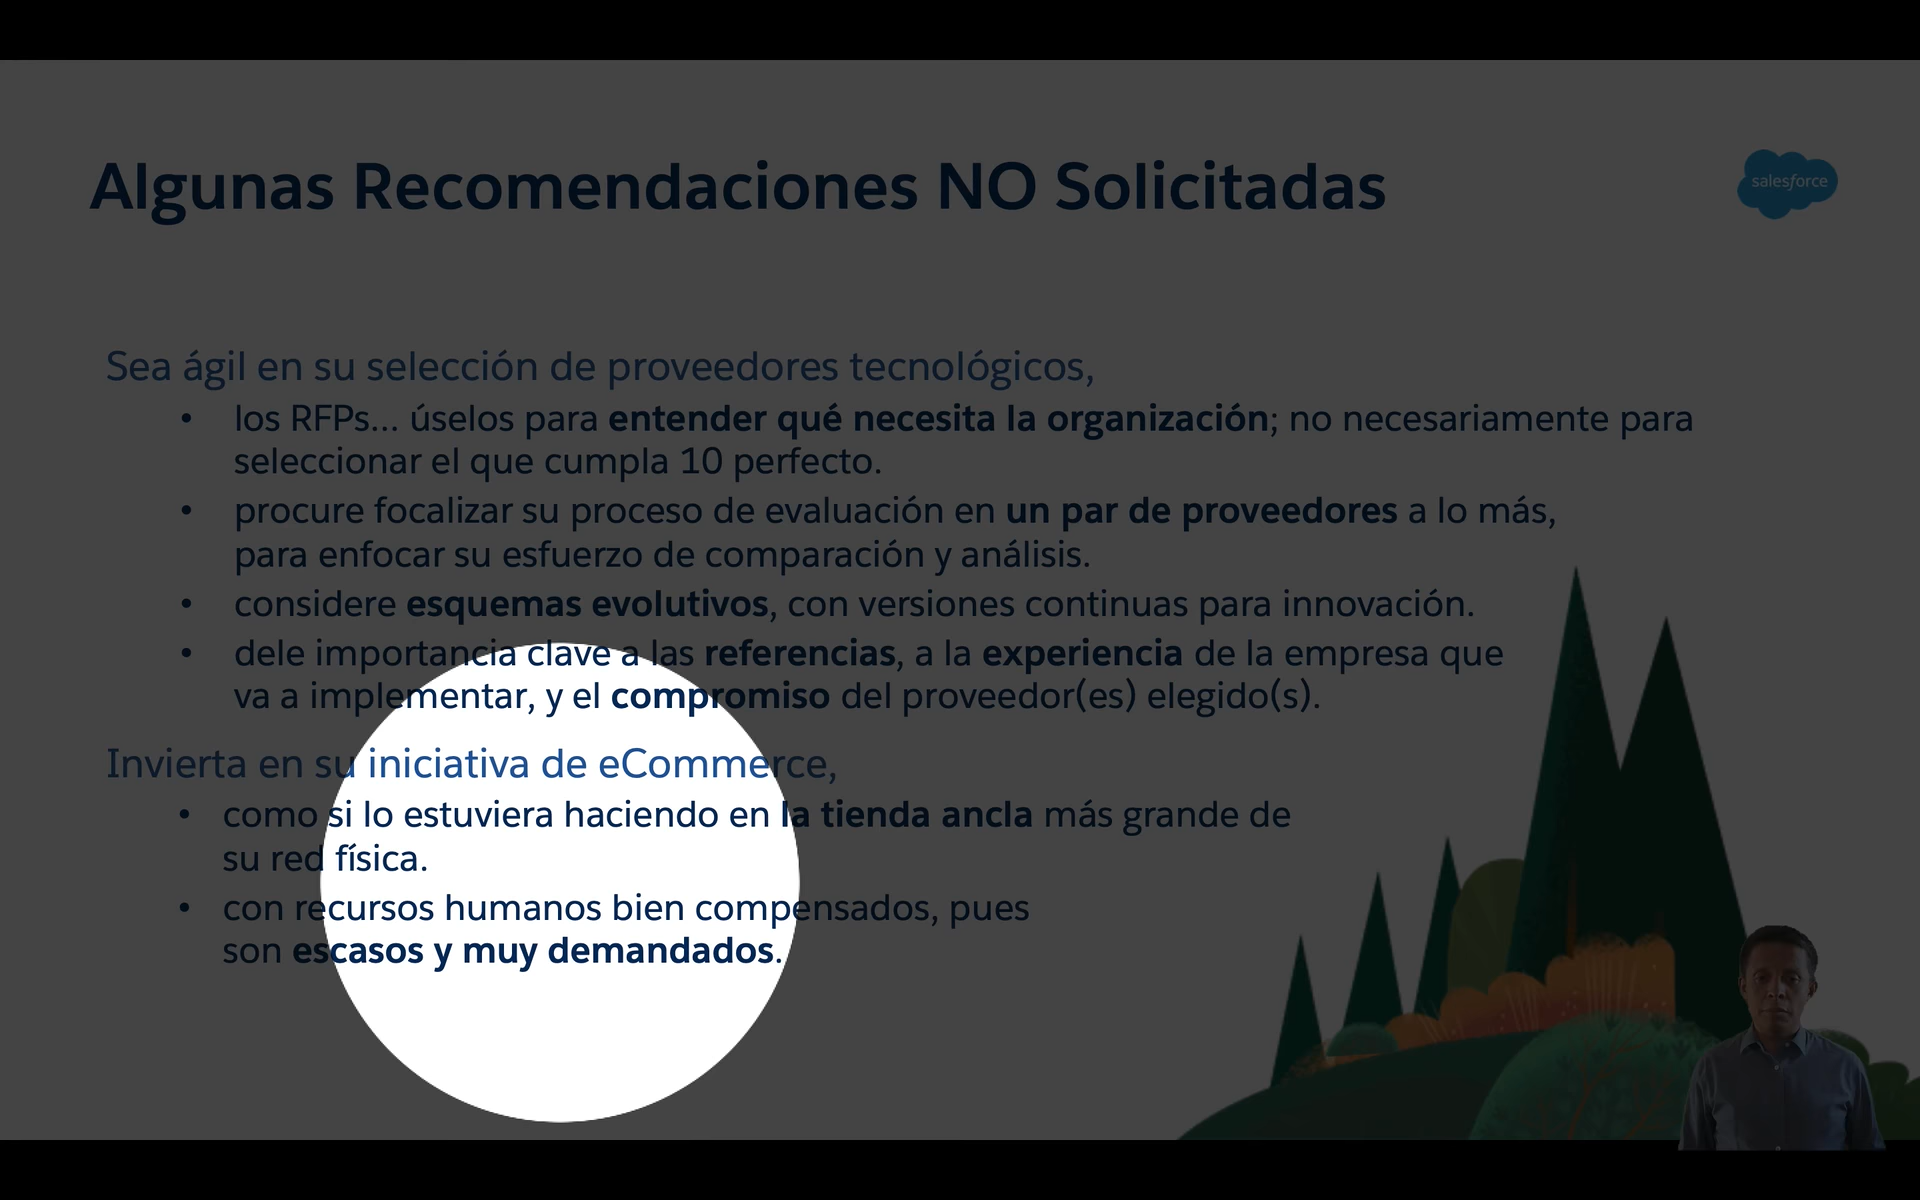 Algunas Recomendaciones NO Solicitadas
salesforce
Sea ágil en su selección de proveedores tecnológicos,
• los RFPs... úselos para entender qué necesita la organización; no necesariamente para
seleccionar el que cumpla 10 perfecto.
• procure focalizar su proceso de evaluación en un par de proveedores a lo más,
para enfocar su esfuerzo de comparación y análisis.
• considere esquemas evolutivos, con versiones continuas para innovación.
• dele importancia clave a las referencias, a la experiencia de la empresa que
va a implementar, y el compromiso del proveedor(es) elegido(s).
Invierta en su iniciativa de eCommerce,
• como si lo estuviera haciendo en la tienda ancla más grande de
su red física.
• con recursos humanos bien compensados, pues
son escasos y muy demandados.